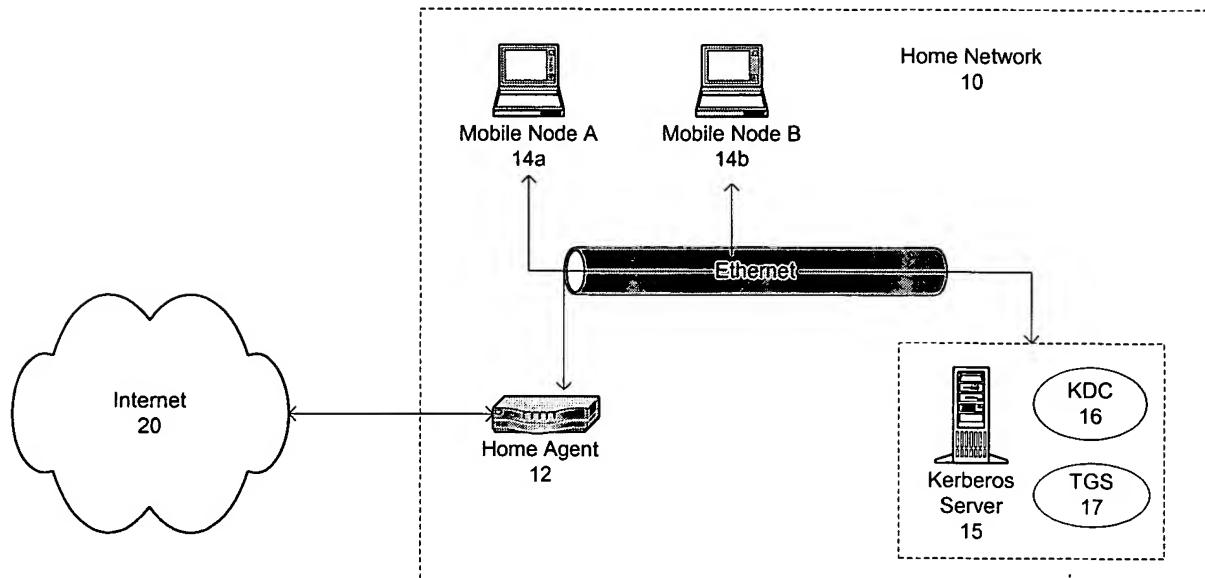 Home Network
10
Mobile Node A
14a
Mobile Node B
14b
Ethernet
Internet
20
Home Agent
12
Kerberos
Server
15
KDC
16
TGS
17